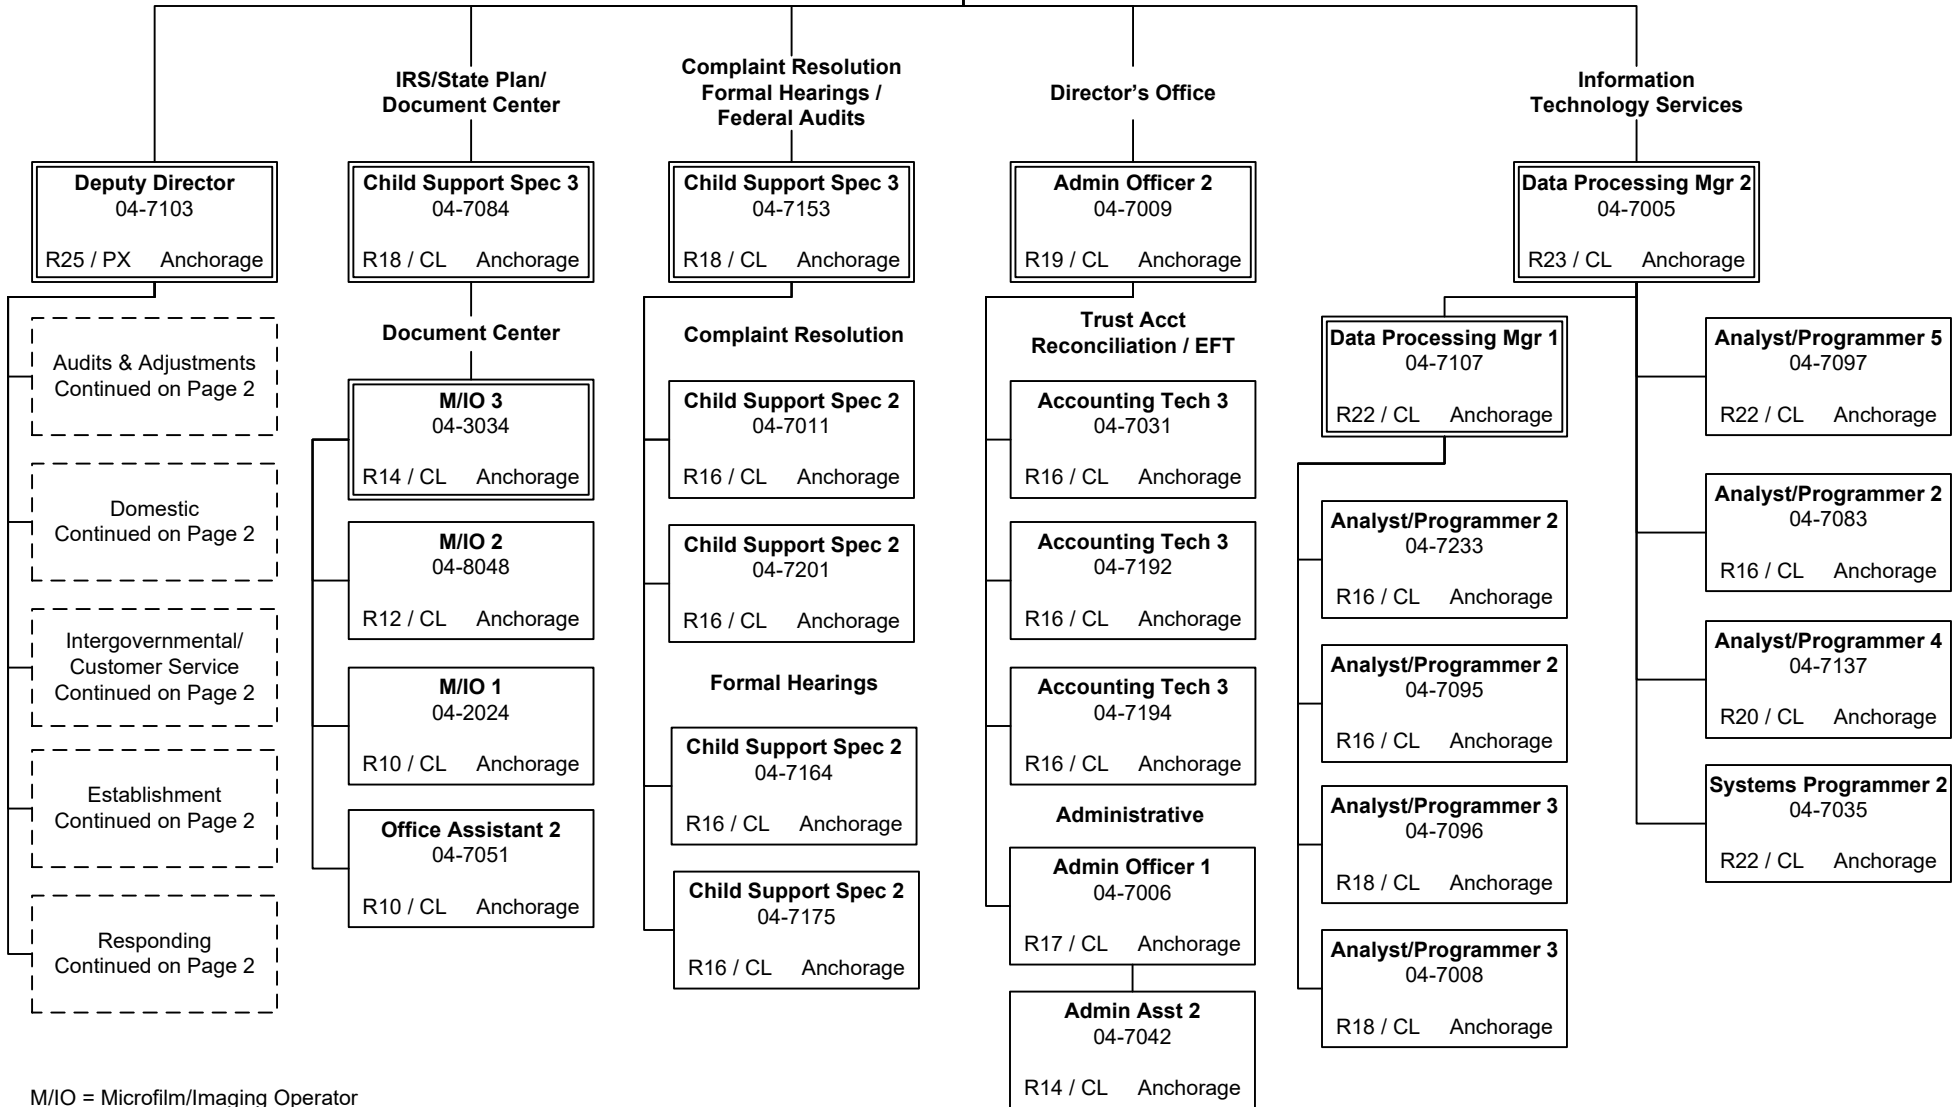 Deputy Director
04-7103
R25 / PX Anchorage
Audits & Adjustments
Continued on Page 2
Domestic
Continued on Page 2
Intergovernmental/
Customer Service
Continued on Page 2
Establishment
Continued on Page 2
Responding
Continued on Page 2
IRS/State Plan/
Document Center
Child Support Spec 3
04-7084
R18 / CL Anchorage
Document Center
M/IO 3
04-3034
R14 / CL Anchorage
M/IO 2
04-8048
R12 / CL Anchorage
M/IO 1
04-2024
R10 / CL Anchorage
Office Assistant 2
04-7051
R10 / CL Anchorage
Complaint Resolution
Formal Hearings /
Federal Audits
Child Support Spec 3
04-7153
R18 / CL Anchorage
Complaint Resolution
Child Support Spec 2
04-7011
R16 / CL Anchorage
Child Support Spec 2
04-7201
R16 / CL Anchorage
Formal Hearings
Child Support Spec 2
04-7164
R16 / CL Anchorage
Child Support Spec 2
04-7175
R16 / CL Anchorage
Director’s Office
Admin Officer 2
04-7009
R19 / CL Anchorage
Trust Acct
Reconciliation / EFT
Accounting Tech 3
04-7031
R16 / CL Anchorage
Accounting Tech 3
04-7192
R16 / CL Anchorage
Accounting Tech 3
04-7194
R16 / CL Anchorage
Administrative
Admin Officer 1
04-7006
R17 / CL Anchorage
Admin Asst 2
04-7042
R14 / CL Anchorage
Information
Technology Services
Data Processing Mgr 2
04-7005
R23 / CL Anchorage
Data Processing Mgr 1
04-7107
R22 / CL Anchorage
Analyst/Programmer 2
04-7233
R16 / CL Anchorage
Analyst/Programmer 2
04-7095
R16 / CL Anchorage
Analyst/Programmer 3
04-7096
R18 / CL Anchorage
Analyst/Programmer 3
04-7008
R18 / CL Anchorage
Analyst/Programmer 5
04-7097
R22 / CL Anchorage
Analyst/Programmer 2
04-7083
R16 / CL Anchorage
Analyst/Programmer 4
04-7137
R20 / CL Anchorage
Systems Programmer 2
04-7035
R22 / CL Anchorage
M/IO = Microfilm/Imaging Operator